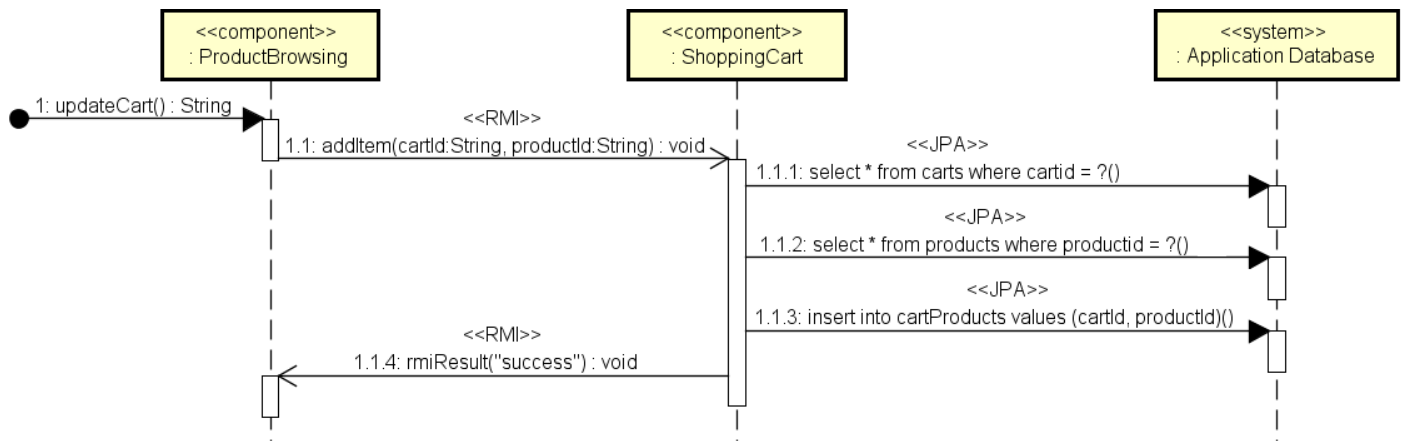 <<component>>
: ProductBrowsing
<<component>>
: ShoppingCart
<<system>>
: Application Database
1: updateCart() : String
<<RMI>>
1.1: addItem(cartId:String, productId:String) : void
<<JPA>>
1.1.1: select * from carts where cartid = ?()
<<JPA>>
1.1.2: select * from products where productid = ?()
<<JPA>>
1.1.3: insert into cartProducts values (cartId, productId)()
<<RMI>>
1.1.4: rmiResult("success") : void